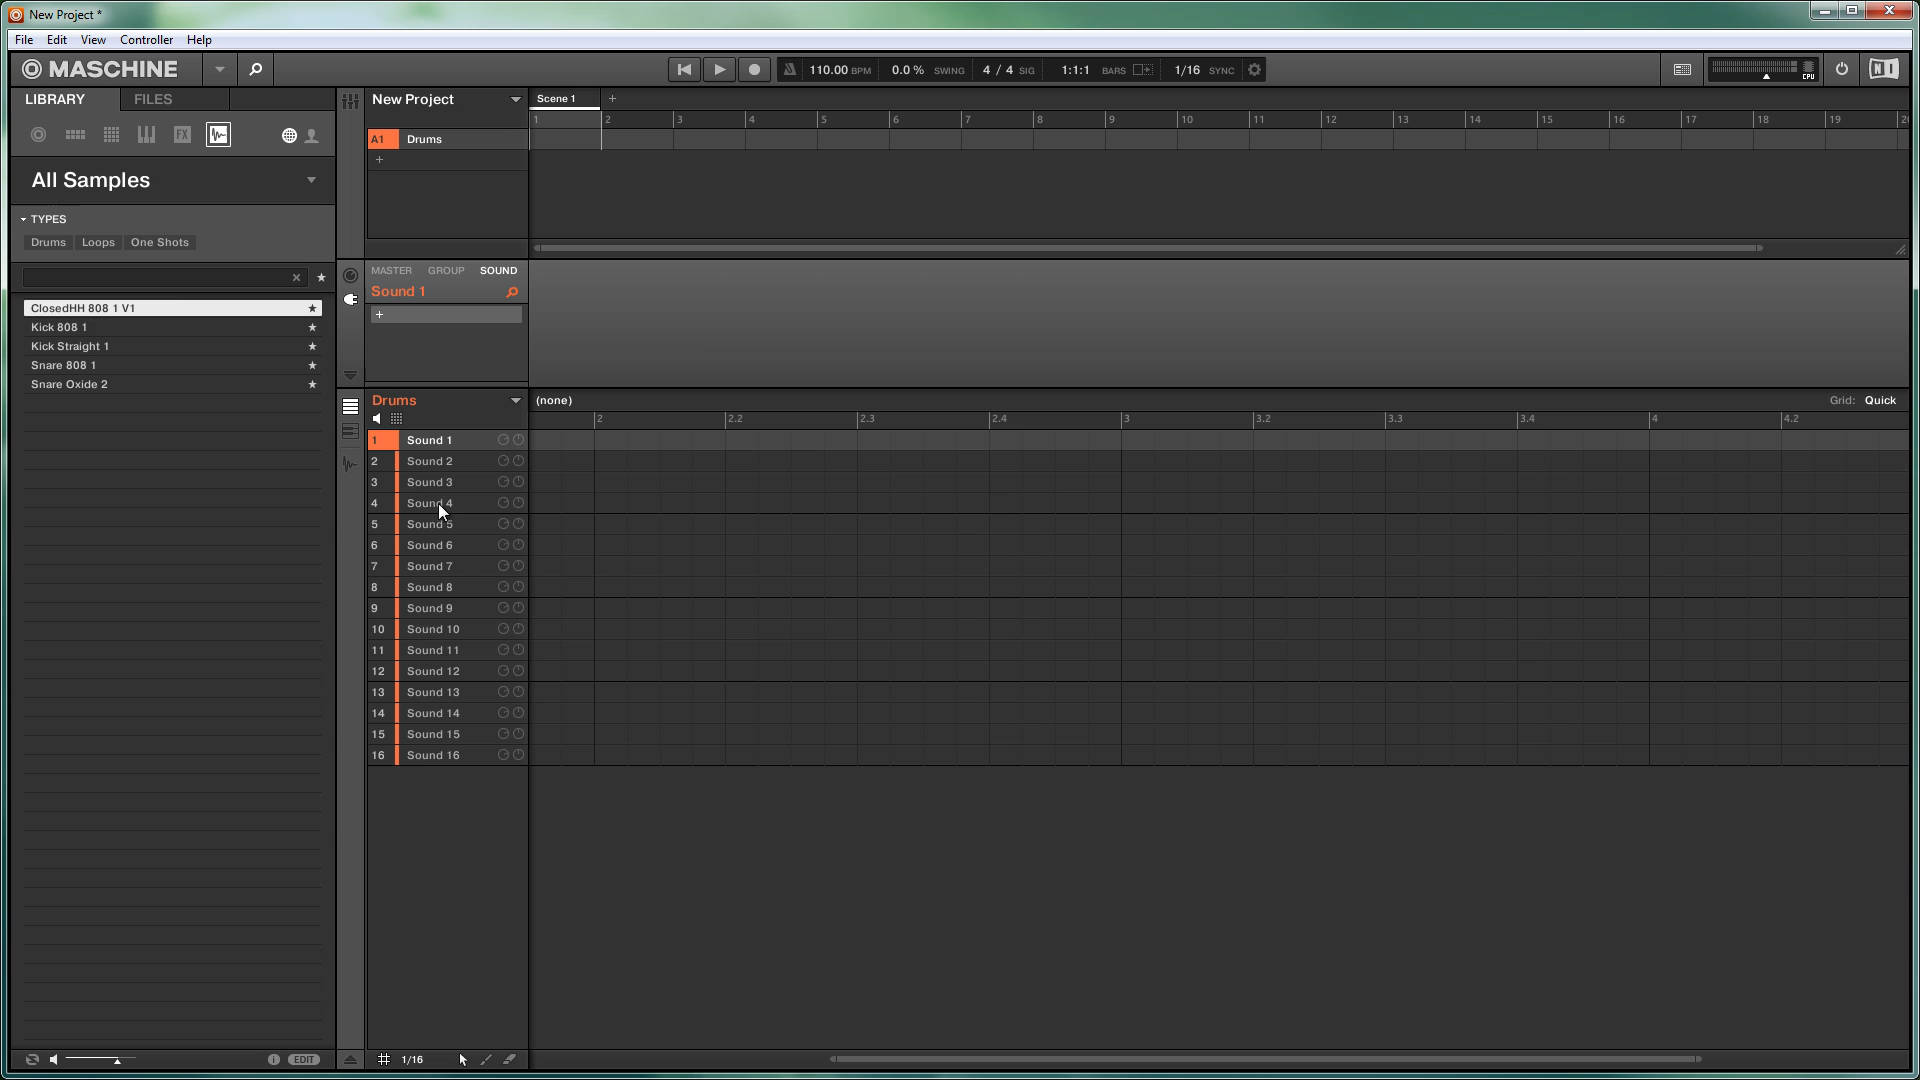 New Project *
File Edit View Controller Help
MASCHINE
110.00 BPM 0.0 % SWING 4 / 4 SIG 1:1:1 BARS 1/16 SYNC
CPU
LIBRARY FILES
FX
All Samples
TYPES
Drums Loops One Shots
ClosedHH 808 1 V1
Kick 808 1
Kick Straight 1
Snare 808 1
Snare Oxide 2
EDIT
New Project
Scene 1 +
1 2 3 4 5 6 7 8 9 10 11 12 13 14 15 16 17 18 19
A1 Drums
+
MASTER GROUP SOUND
Sound 1
+
Drums
(none)
Grid: Quick
2 2.2 2.3 2.4 3 3.2 3.3 3.4 4 4.2
1 Sound 1
2 Sound 2
3 Sound 3
4 Sound 4
5 Sound 5
6 Sound 6
7 Sound 7
8 Sound 8
9 Sound 9
10 Sound 10
11 Sound 11
12 Sound 12
13 Sound 13
14 Sound 14
15 Sound 15
16 Sound 16
1/16